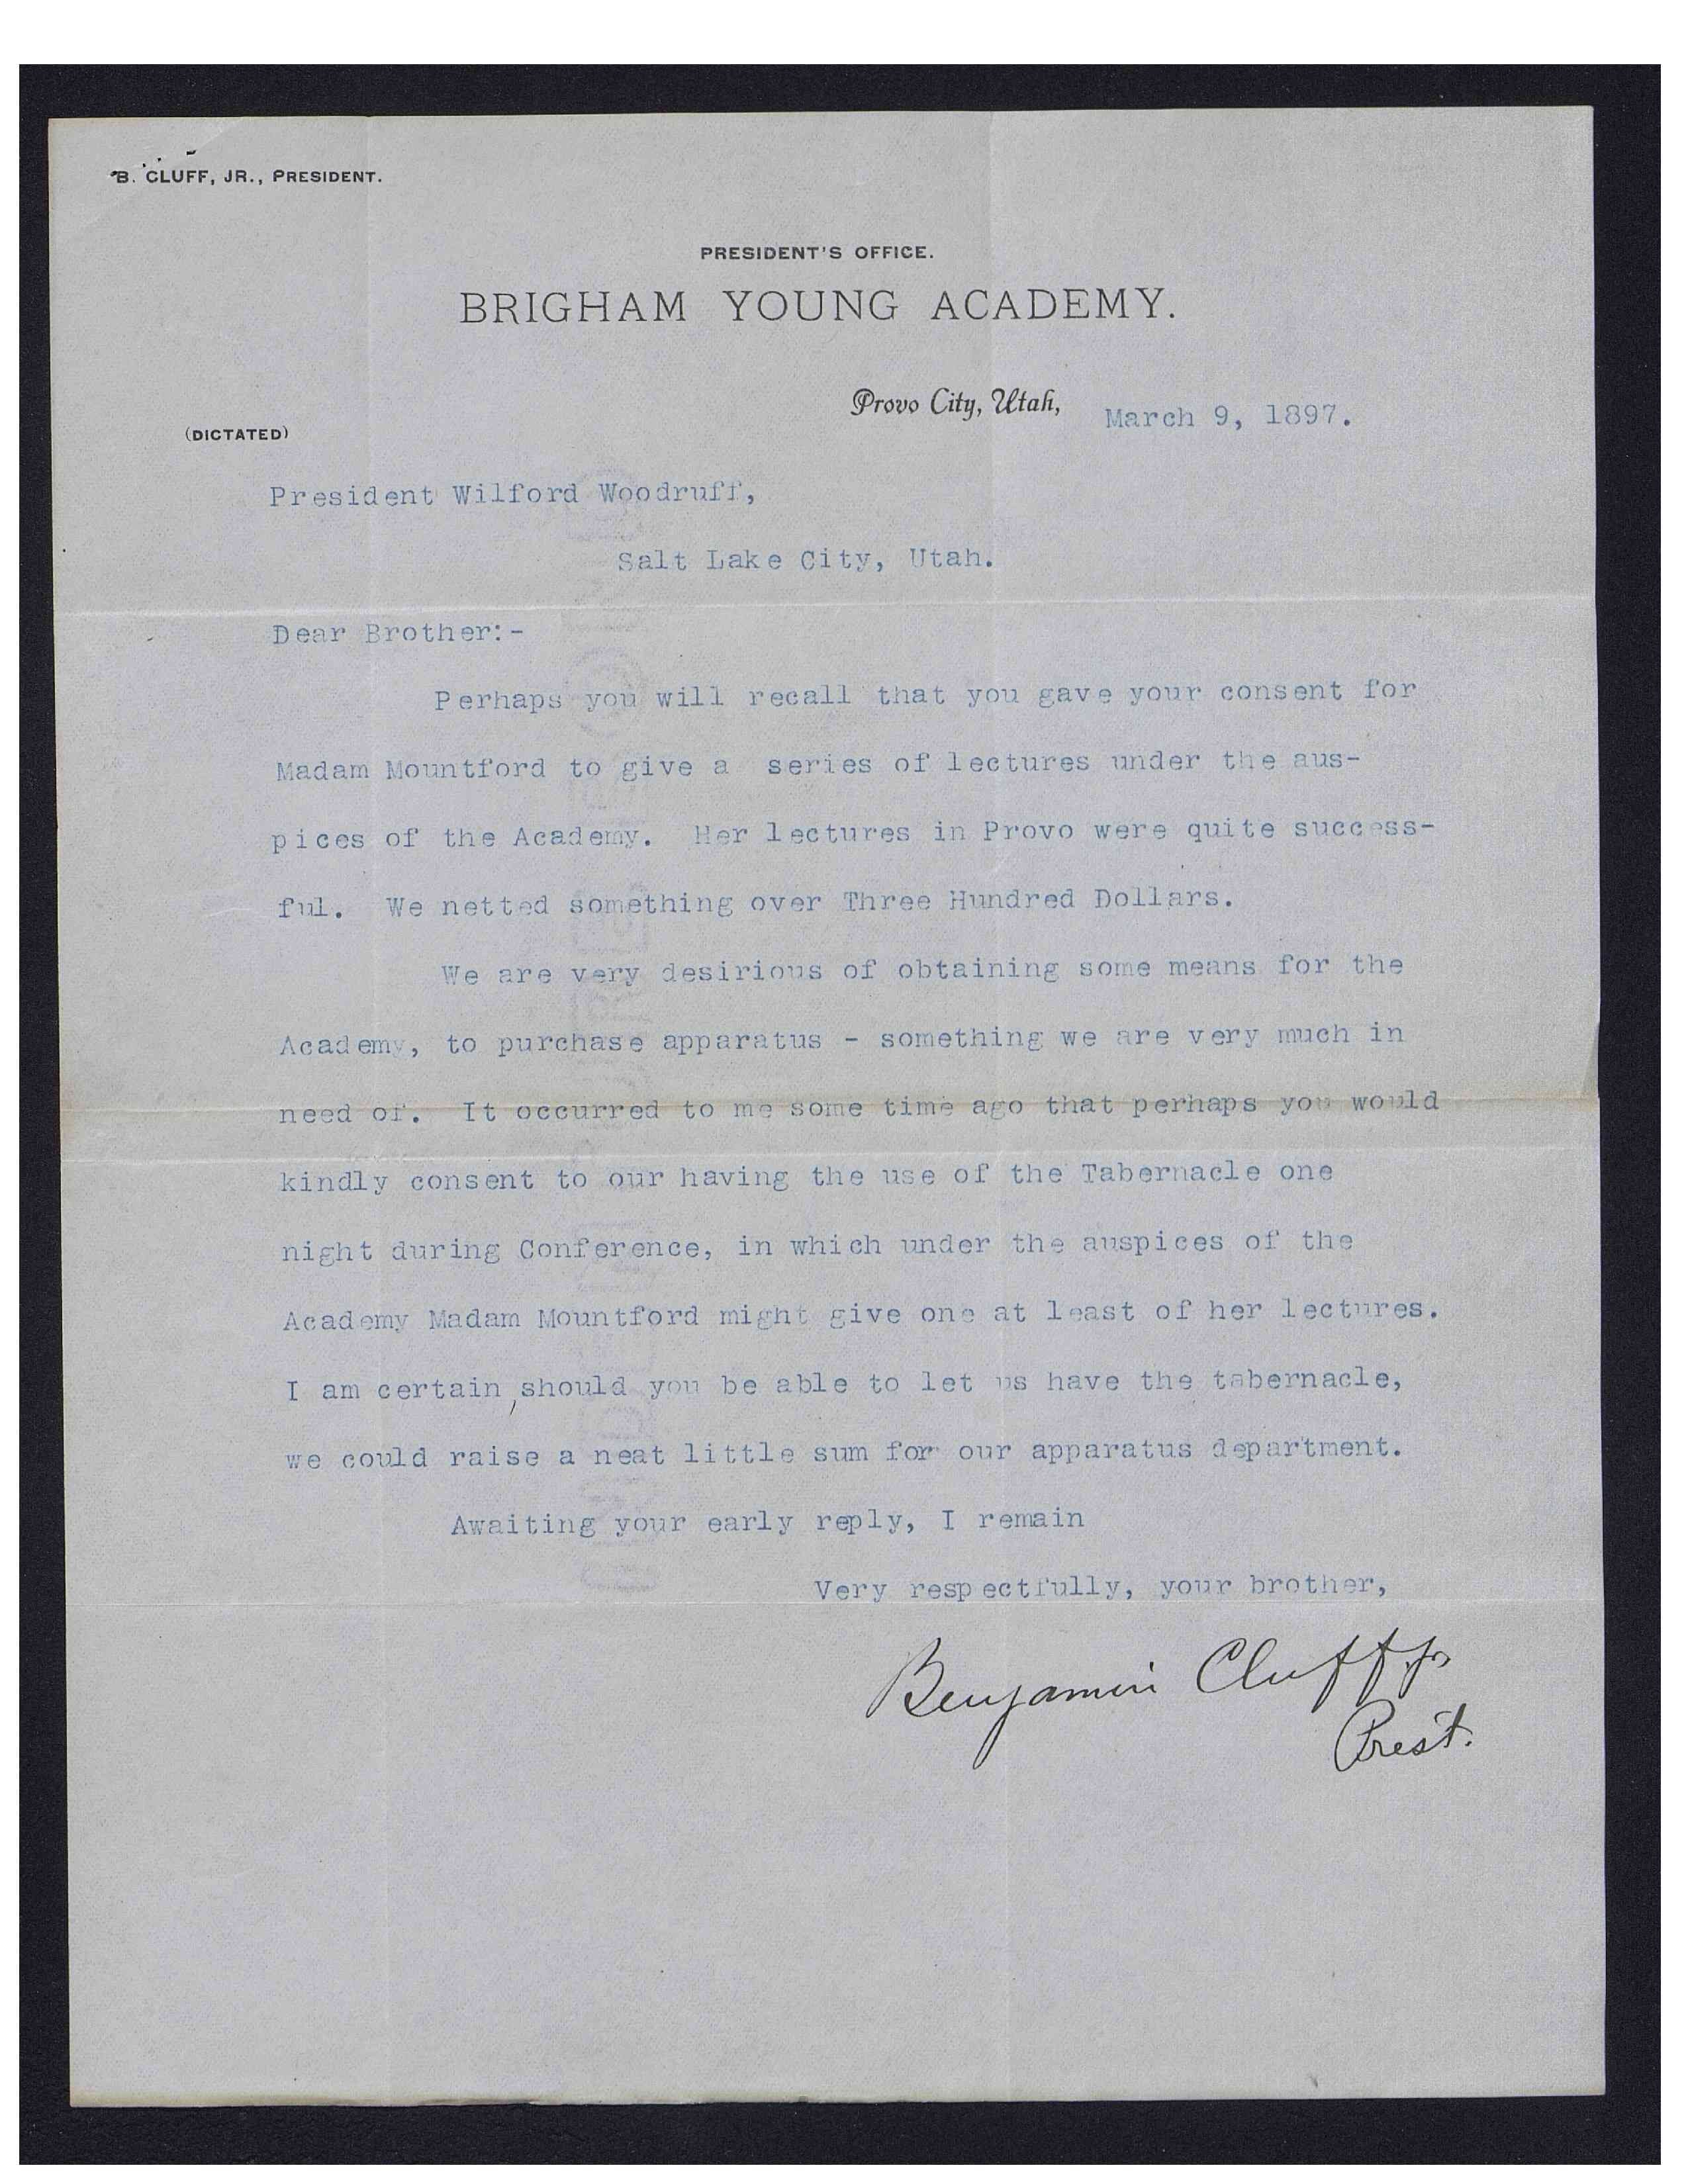 B. CLUFF, JR., PRESIDENT.
PRESIDENT'S OFFICE.
BRIGHAM YOUNG ACADEMY.
Provo City, Utah, March 9, 1897.
(DICTATED)
President Wilford Woodruff,
Salt Lake City, Utah.
Dear Brother:-
Perhaps you will recall that you gave your consent for
Madam Mountford to give a series of lectures under the aus-
pices of the Academy. Her lectures in Provo were quite success-
ful. We netted something over Three Hundred Dollars.
We are very desirious of obtaining some means for the
Academy, to purchase apparatus - something we are very much in
need of. It occurred to me some time ago that perhaps you would
kindly consent to our having the use of the Tabernacle one
night during Conference, in which under the auspices of the
Academy Madam Mountford might give one at least of her lectures.
I am certain, should you be able to let us have the tabernacle,
we could raise a neat little sum for our apparatus department.
Awaiting your early reply, I remain
Very respectfully, your brother,
Benjamin Cluff Jr
Prest.